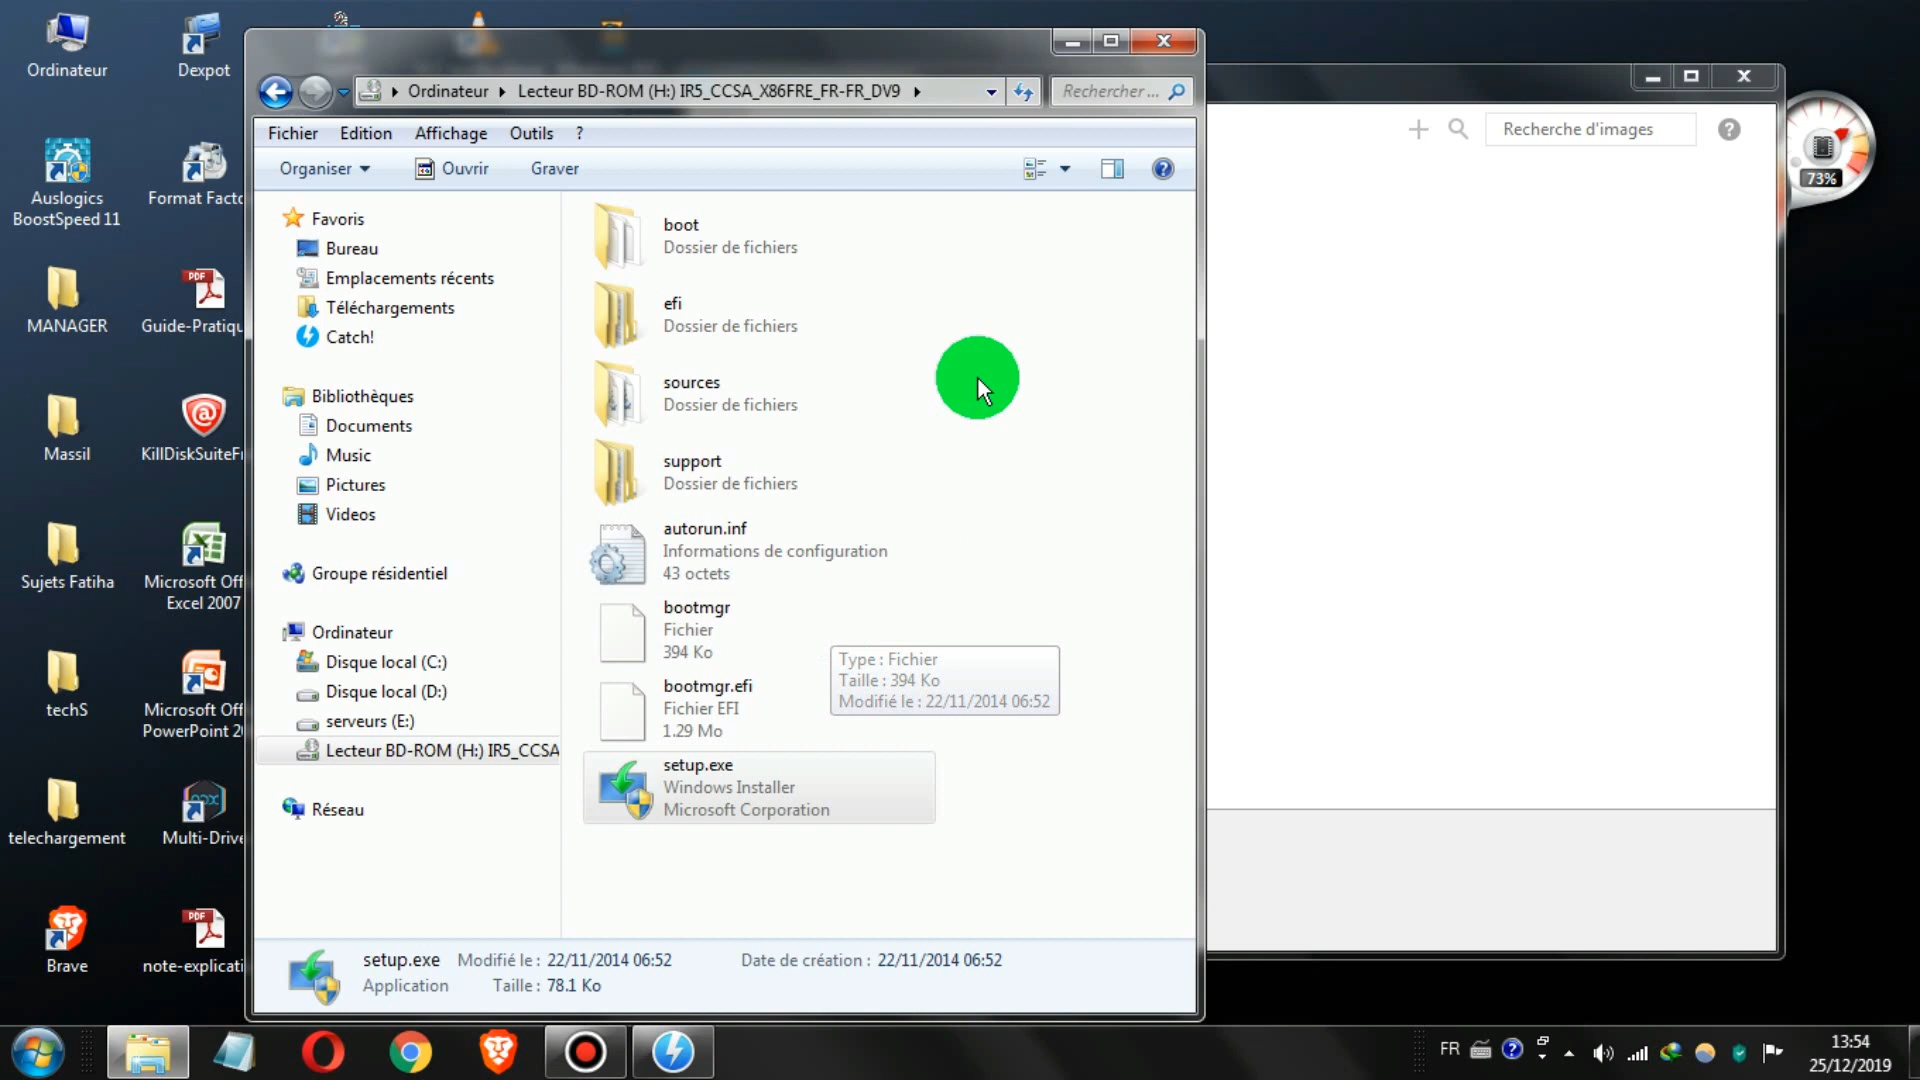 Ordinateur
Dexpot
Auslogics
BoostSpeed 11
Format Facto
MANAGER
Guide-Pratiqu
Massil
KillDiskSuiteFr
Sujets Fatiha
Microsoft Off
Excel 2007
techS
Microsoft Off
PowerPoint 2
telechargement
Multi-Drive
Brave
note-explicati
Ordinateur
Lecteur BD-ROM (H:) IR5_CCSA_X86FRE_FR-FR_DV9
Rechercher ...
Fichier
Edition
Affichage
Outils
?
Organiser
Ouvrir
Graver
Favoris
Bureau
Emplacements récents
Téléchargements
Catch!
Bibliothèques
Documents
Music
Pictures
Videos
Groupe résidentiel
Ordinateur
Disque local (C:)
Disque local (D:)
serveurs (E:)
Lecteur BD-ROM (H:) IR5_CCSA
Réseau
boot
Dossier de fichiers
efi
Dossier de fichiers
sources
Dossier de fichiers
support
Dossier de fichiers
autorun.inf
Informations de configuration
43 octets
bootmgr
Fichier
394 Ko
bootmgr.efi
Fichier EFI
1.29 Mo
setup.exe
Windows Installer
Microsoft Corporation
Type : Fichier
Taille : 394 Ko
Modifié le : 22/11/2014 06:52
setup.exe Modifié le : 22/11/2014 06:52 Date de création : 22/11/2014 06:52
Application Taille : 78.1 Ko
Recherche d'images
73%
FR
13:54
25/12/2019